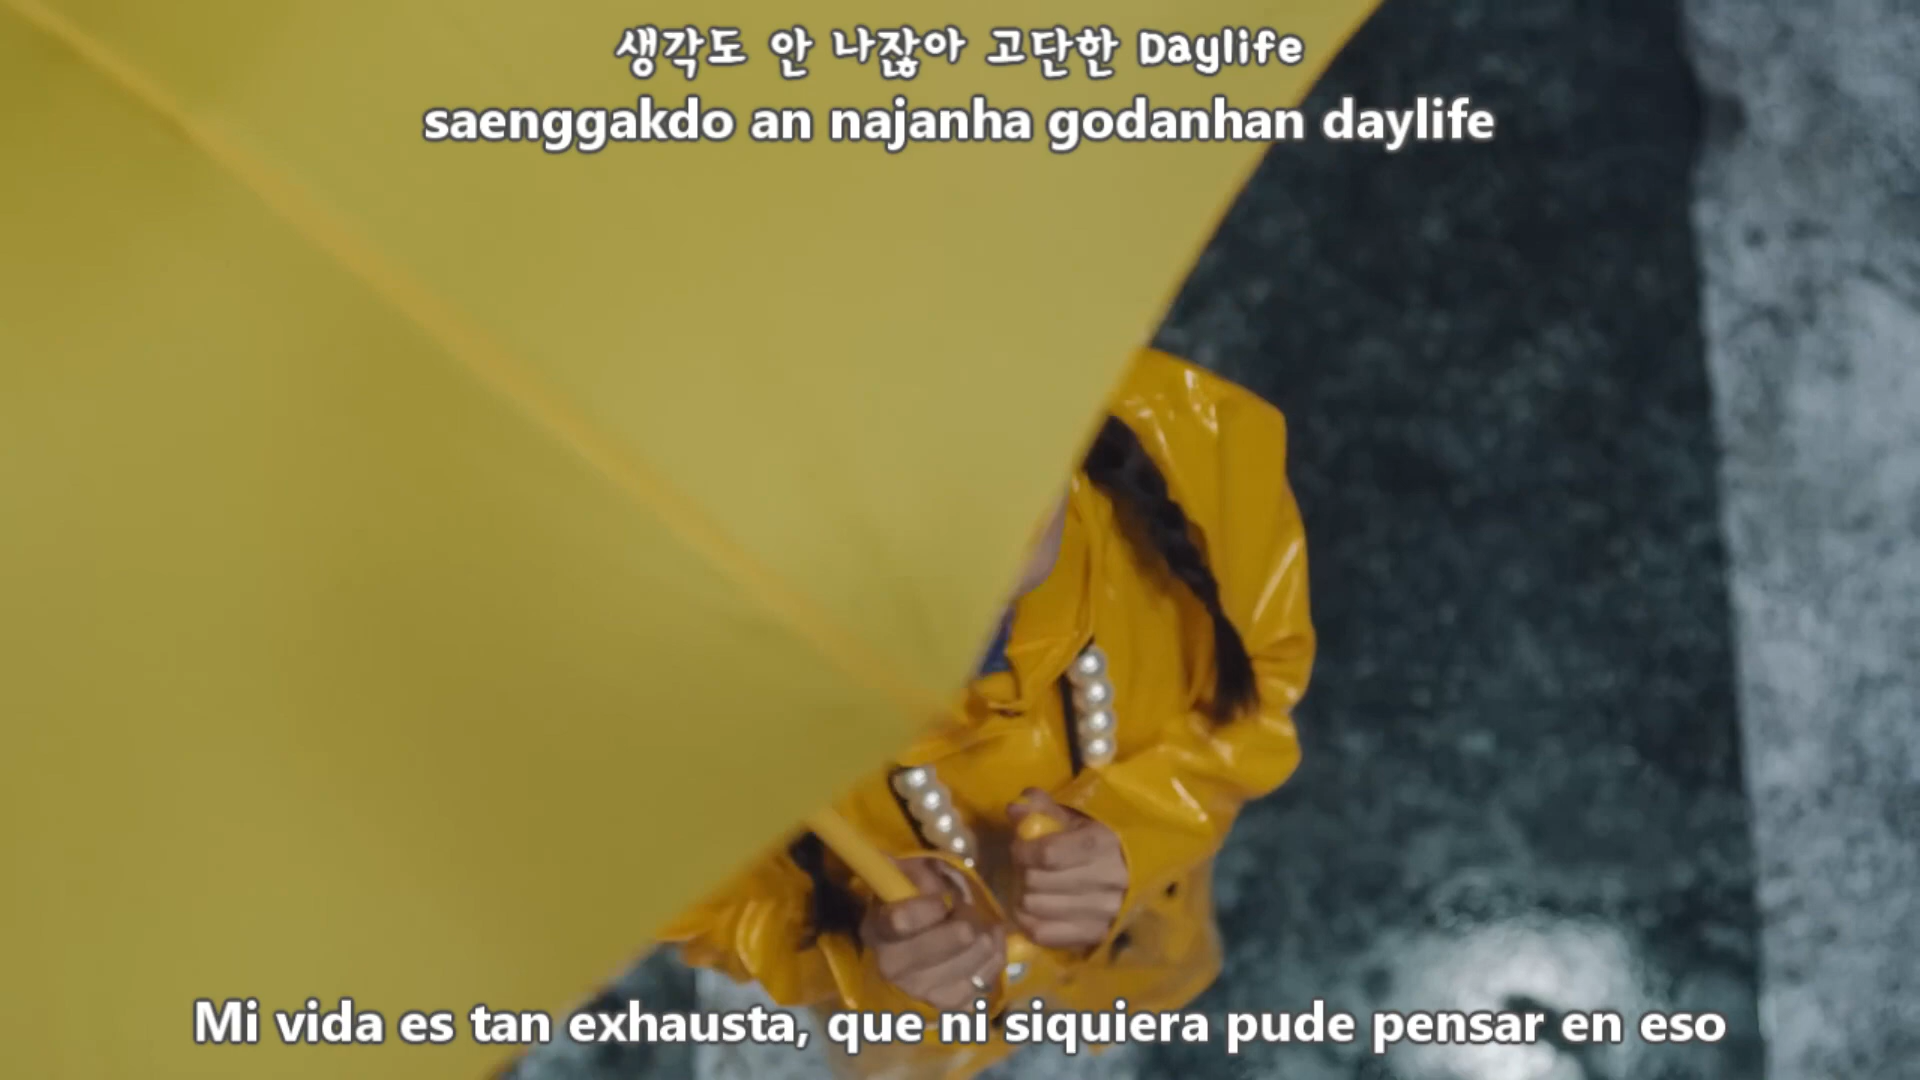 생각도 안 나잖아 고단한 Daylife
saenggakdo an najanha godanhan daylife
Mi vida es tan exhausta, que ni siquiera pude pensar en eso